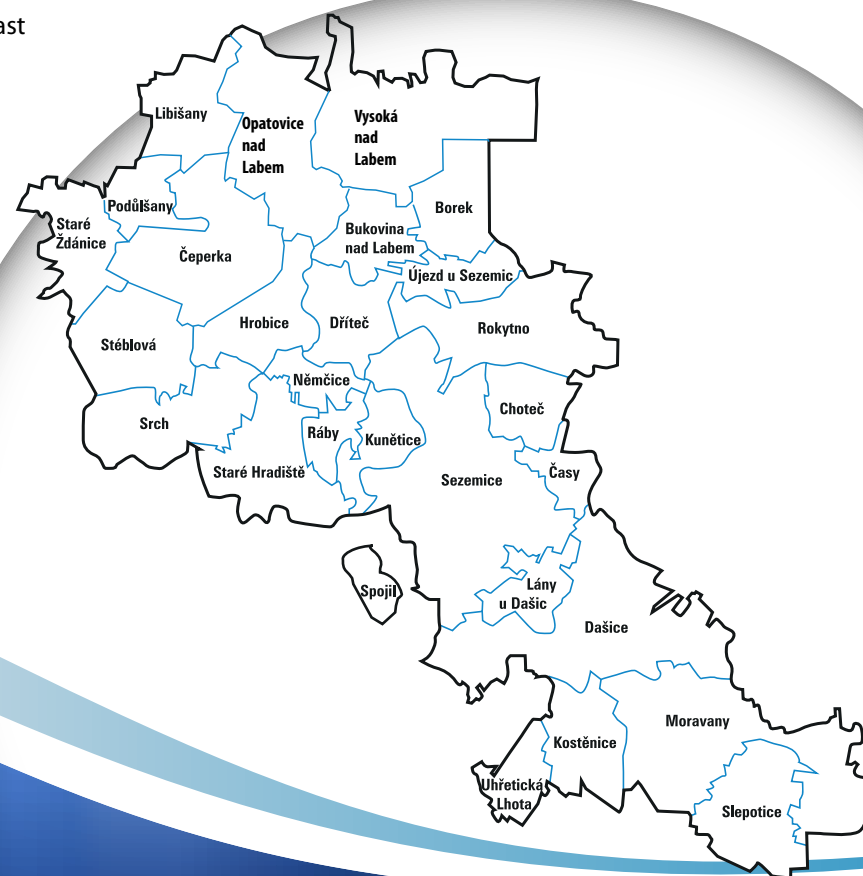 ast
Libišany
Opatovice
nad
Labem
Vysoká
nad
Labem
Podůlšany
Borek
Staré
Ždánice
Bukovina
nad Labem
Čeperka
Újezd u Sezemic
Hrobice
Dříteč
Rokytno
Stéblová
Němčice
Choteč
Srch
Ráby
Kunětice
Staré Hradiště
Časy
Sezemice
Spojil
Lány
u Dašic
Dašice
Moravany
Kostěnice
Uhřetická
Lhota
Slepotice